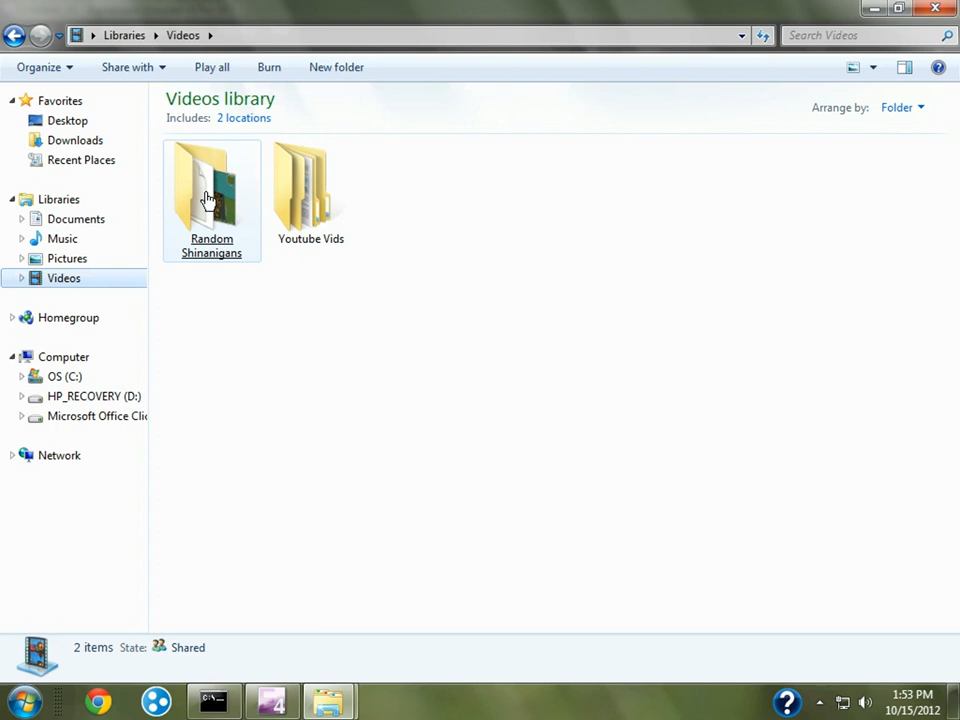 Libraries Videos
Search Videos
Organize Share with Play all Burn New folder
Videos library
Includes: 2 locations
Arrange by: Folder
Favorites
Desktop
Downloads
Recent Places
Libraries
Documents
Music
Pictures
Videos
Homegroup
Computer
OS (C:)
HP_RECOVERY (D:)
Microsoft Office Clic
Network
Random
Shinanigans
Youtube Vids
2 items State: Shared
C:\
4
1:53 PM
10/15/2012